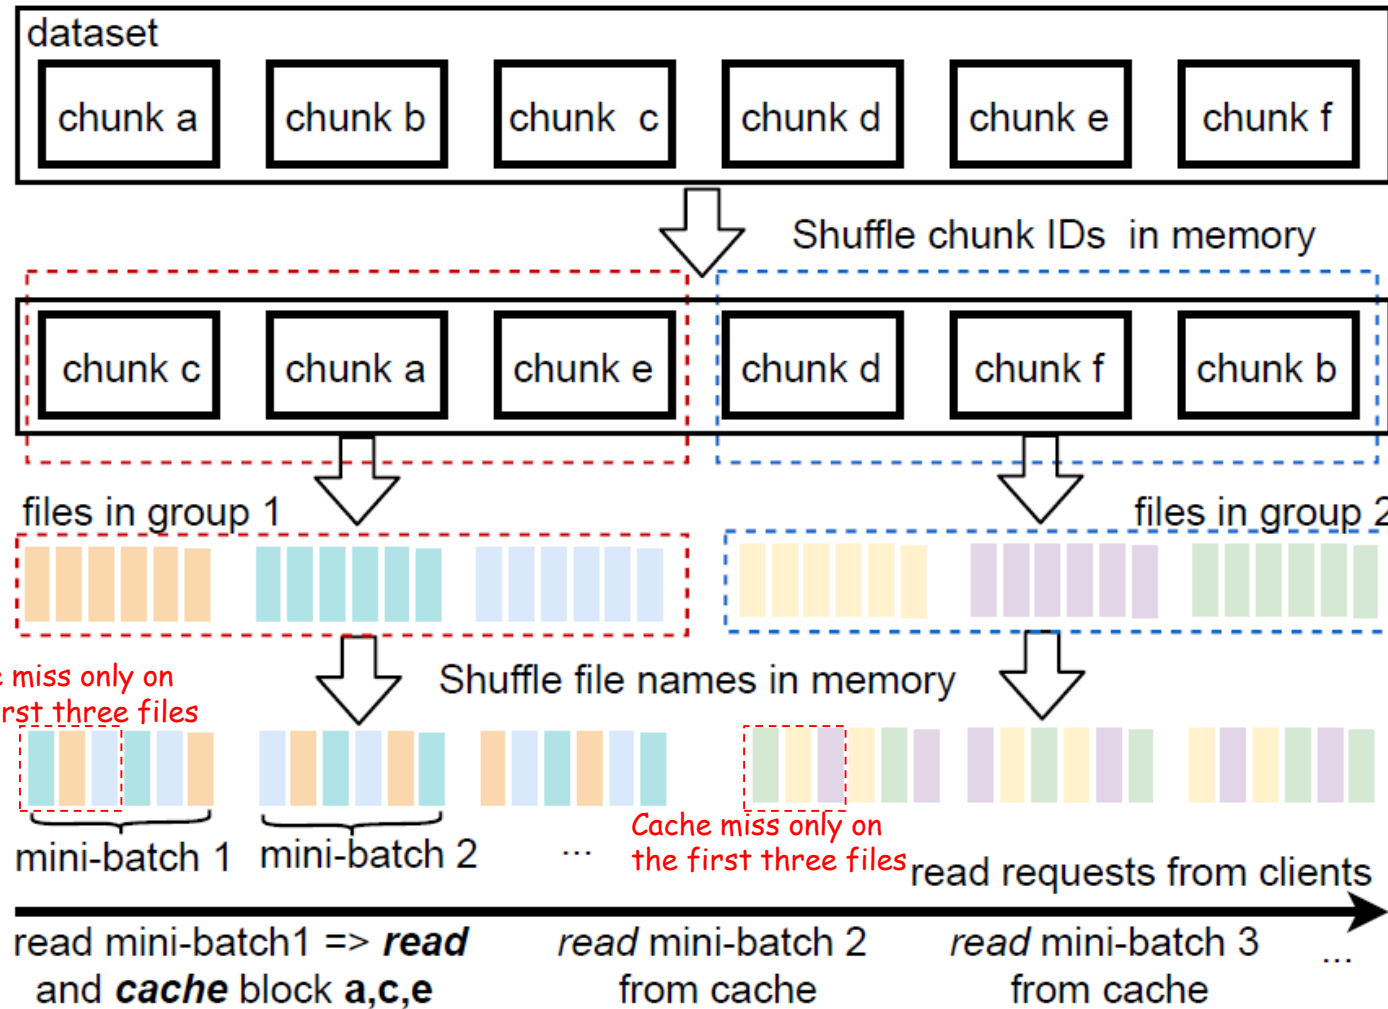 dataset
chunk a chunk b chunk c chunk d chunk e chunk f
Shuffle chunk IDs in memory
chunk c chunk a chunk e chunk d chunk f chunk b
files in group 1
files in group 2
miss only on
three files
Shuffle file names in memory
mini-batch 1
mini-batch 2
...
Cache miss only on
the first three files
read requests from clients
read mini-batch1 => read
and cache block a,c,e
read mini-batch 2
from cache
read mini-batch 3
from cache
...